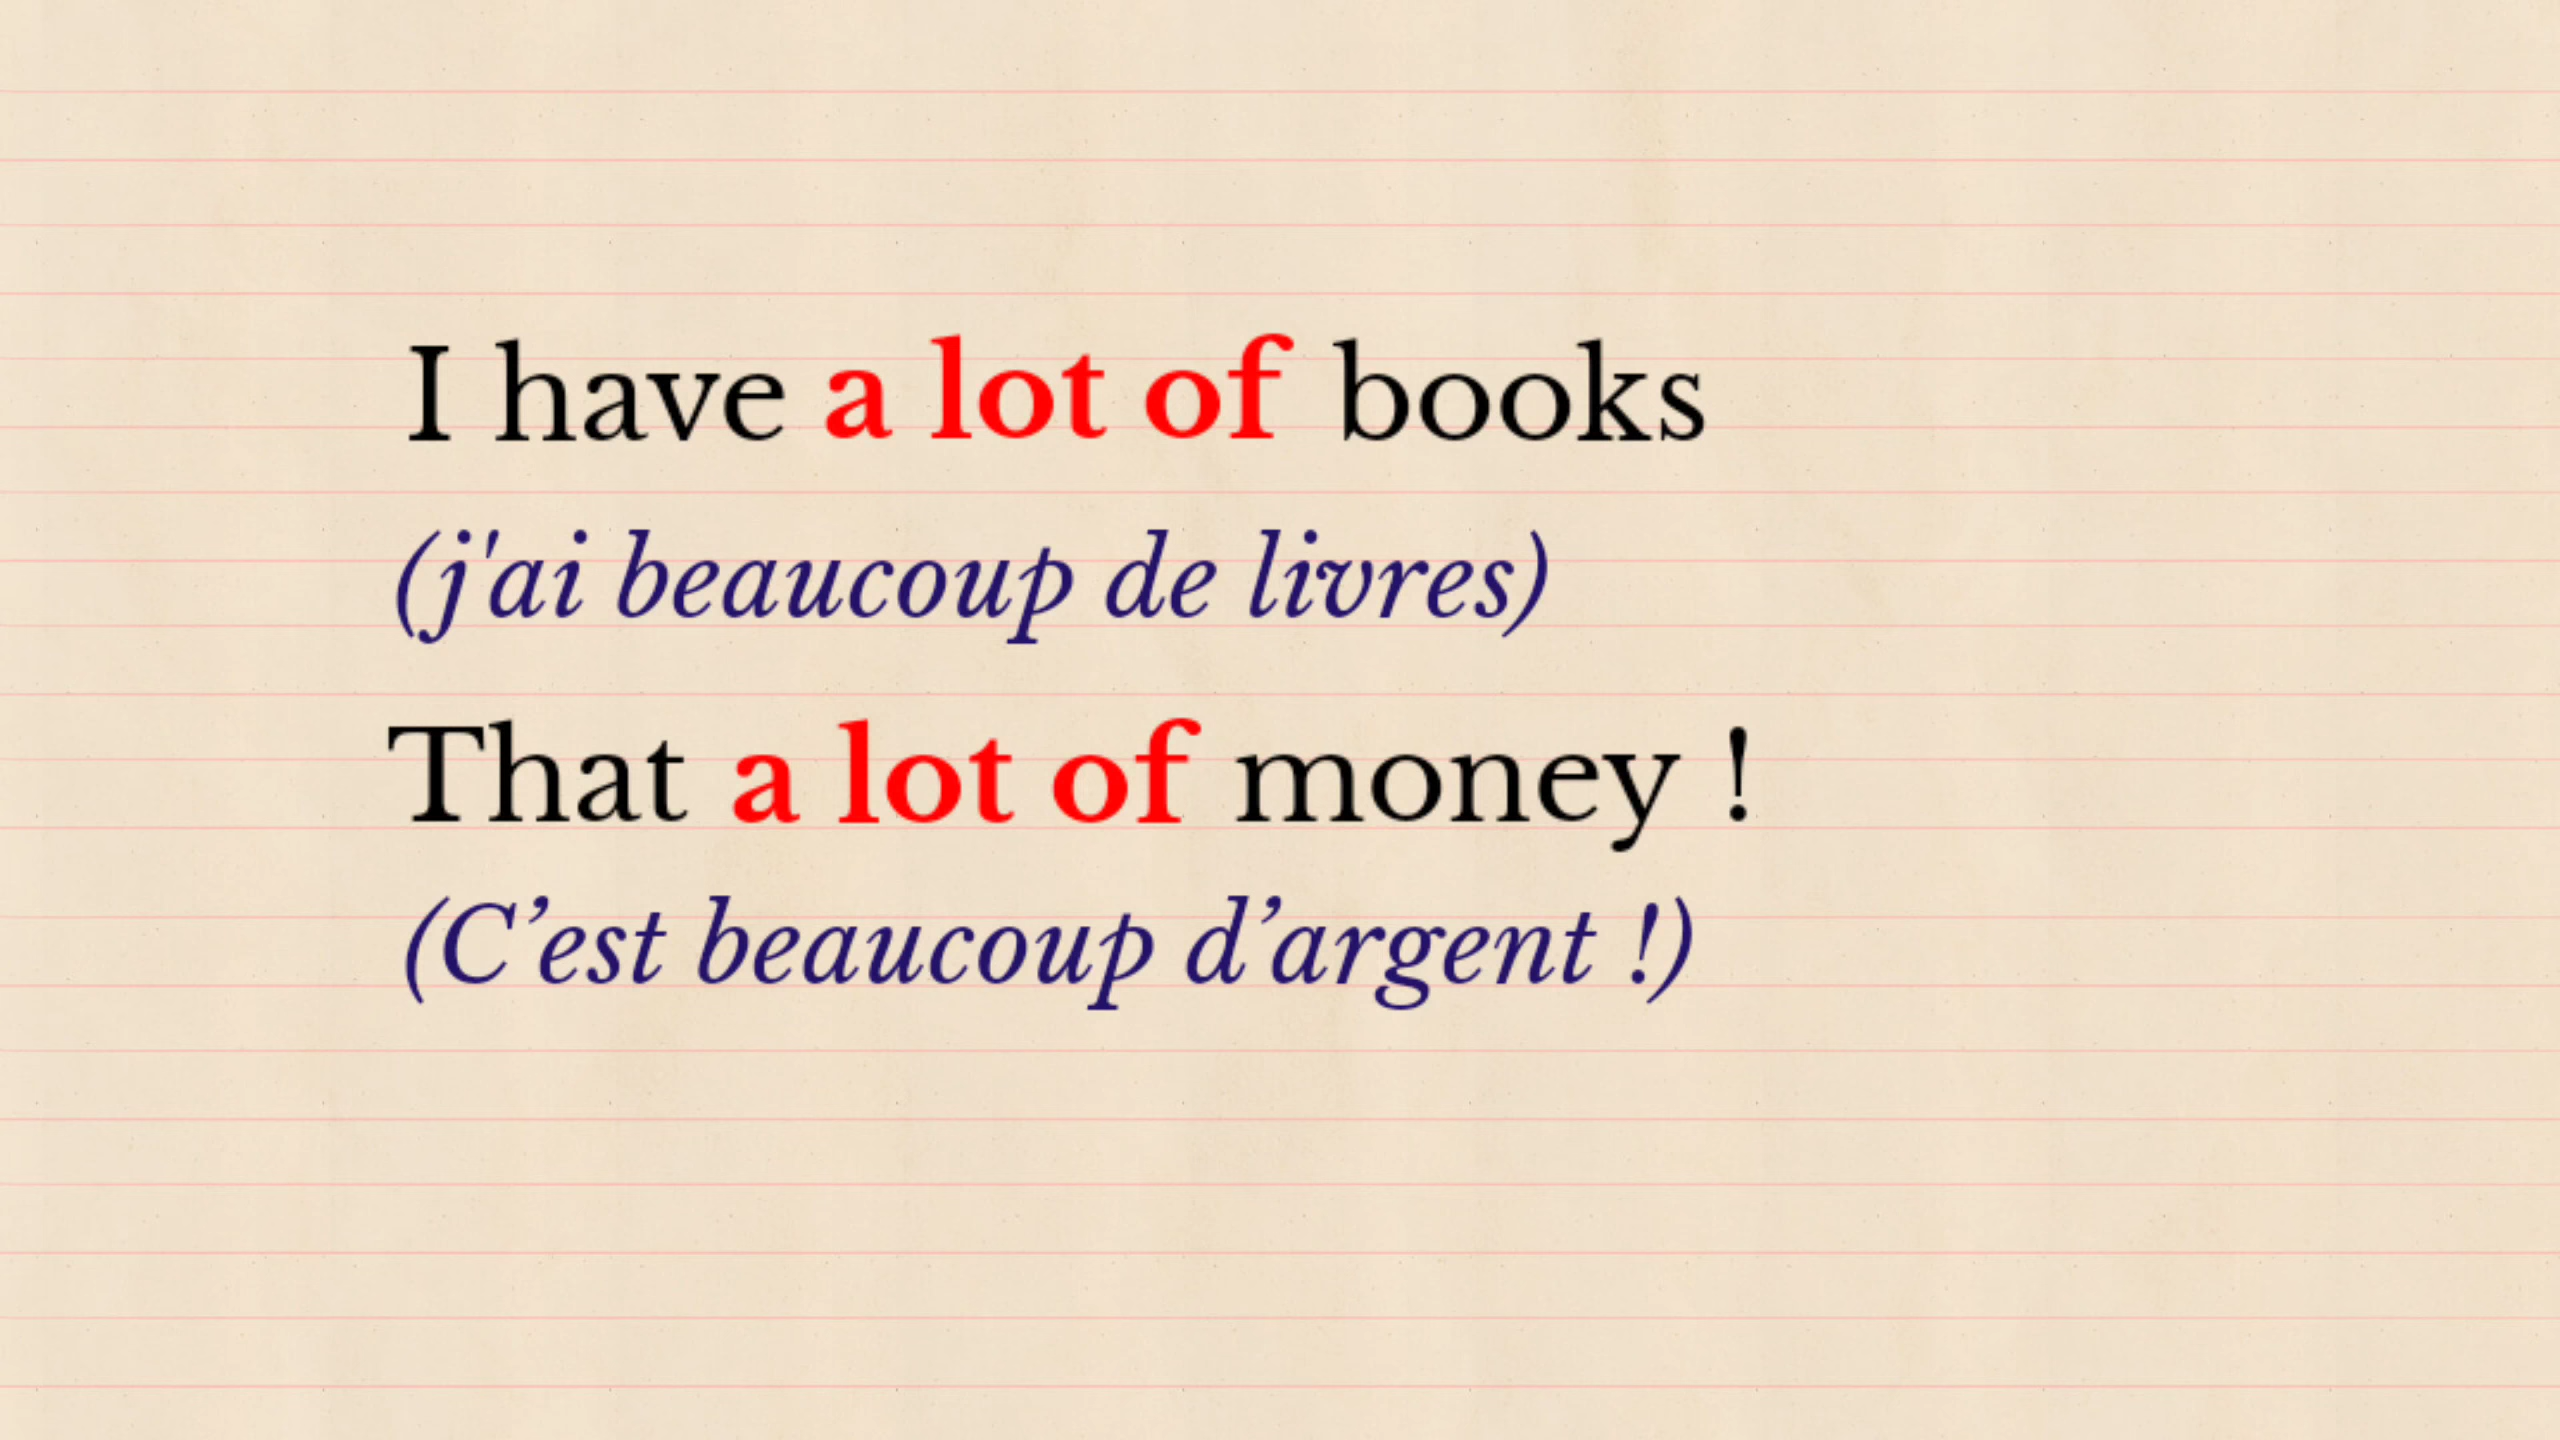 I have a lot of books
(j'ai beaucoup de livres)
That a lot of money !
(C’est beaucoup d’argent !)